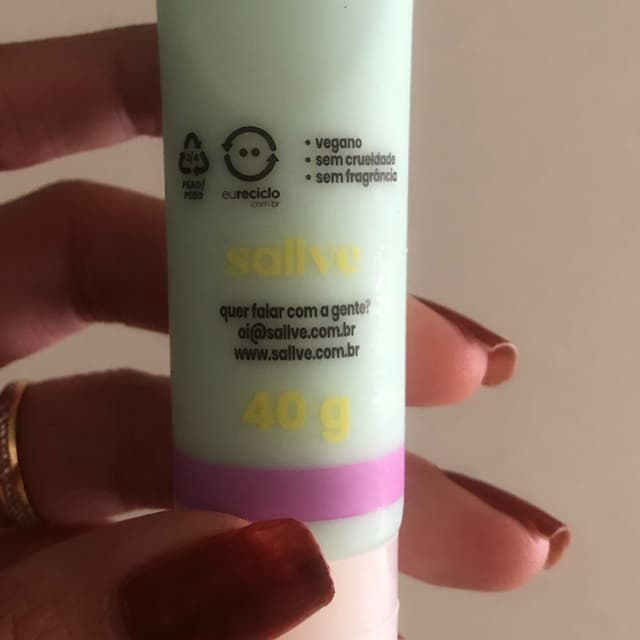 • vegano
• sem crueldade
• sem fragrância
PEAD/
PEBD
eureciclo
.com.br
sallve
quer falar com a gente?
oi@sallve.com.br
www.sallve.com.br
40 g